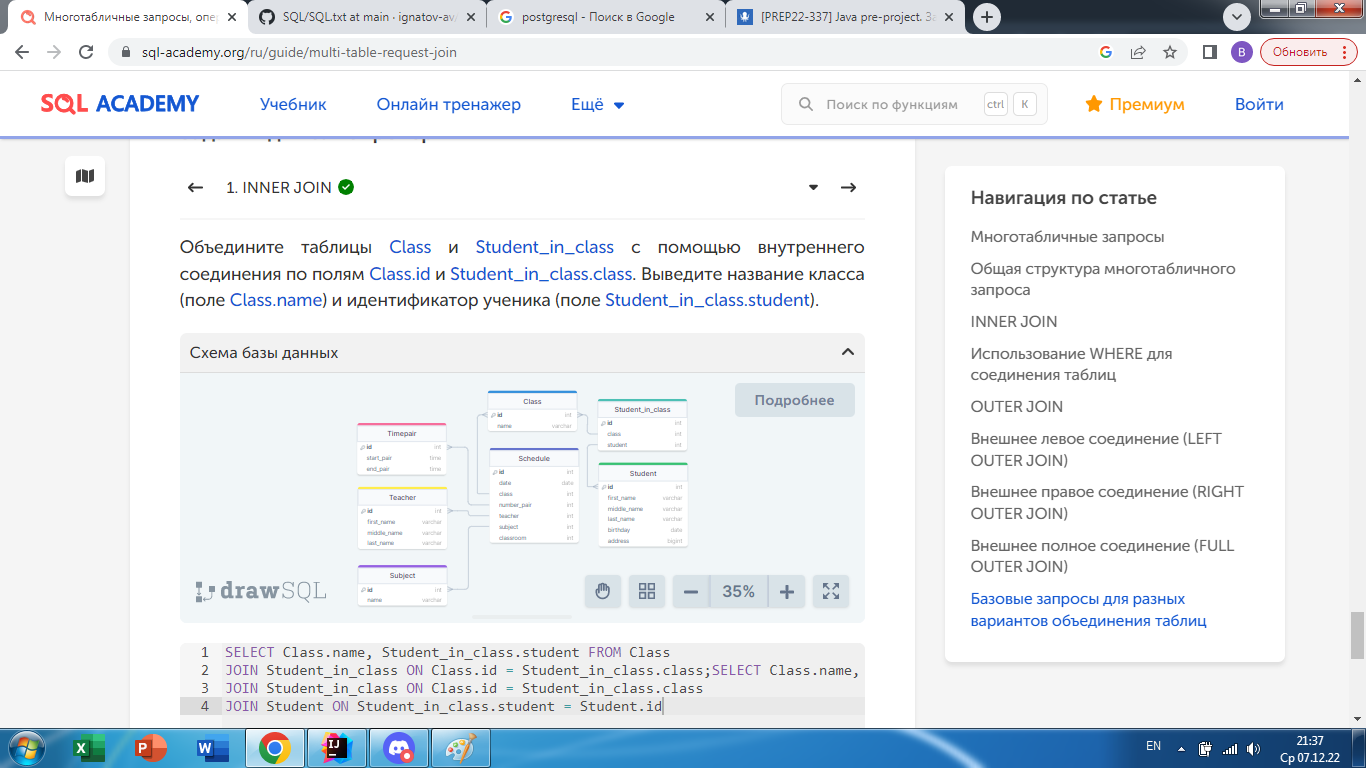 Многотабличные запросы, опе
SQL/SQL.txt at main · ignatov-av/
postgresql - Поиск в Google
[PREP22-337] Java pre-project. За
sql-academy.org/ru/guide/multi-table-request-join
B
Обновить
SQL ACADEMY
Учебник
Онлайн тренажер
Ещё
Поиск по функциям
ctrl
K
Премиум
Войти
1. INNER JOIN
Объедините таблицы Class и Student_in_class с помощью внутреннего
соединения по полям Class.id и Student_in_class.class. Выведите название класса
(поле Class.name) и идентификатор ученика (поле Student_in_class.student).
Схема базы данных
Подробнее
Class
id int
name varchar
Student_in_class
id int
class int
student int
Timepair
id int
start_pair time
end_pair time
Schedule
id int
date date
class int
number_pair int
teacher int
subject int
classroom int
Student
id int
first_name varchar
middle_name varchar
last_name varchar
birthday date
address bigint
Teacher
id int
first_name varchar
middle_name varchar
last_name varchar
Subject
id int
name varchar
drawSQL
35%
1 SELECT Class.name, Student_in_class.student FROM Class
2 JOIN Student_in_class ON Class.id = Student_in_class.class;SELECT Class.name,
3 JOIN Student_in_class ON Class.id = Student_in_class.class
4 JOIN Student ON Student_in_class.student = Student.id
Навигация по статье
Многотабличные запросы
Общая структура многотабличного
запроса
INNER JOIN
Использование WHERE для
соединения таблиц
OUTER JOIN
Внешнее левое соединение (LEFT
OUTER JOIN)
Внешнее правое соединение (RIGHT
OUTER JOIN)
Внешнее полное соединение (FULL
OUTER JOIN)
Базовые запросы для разных
вариантов объединения таблиц
EN
21:37
Ср 07.12.22